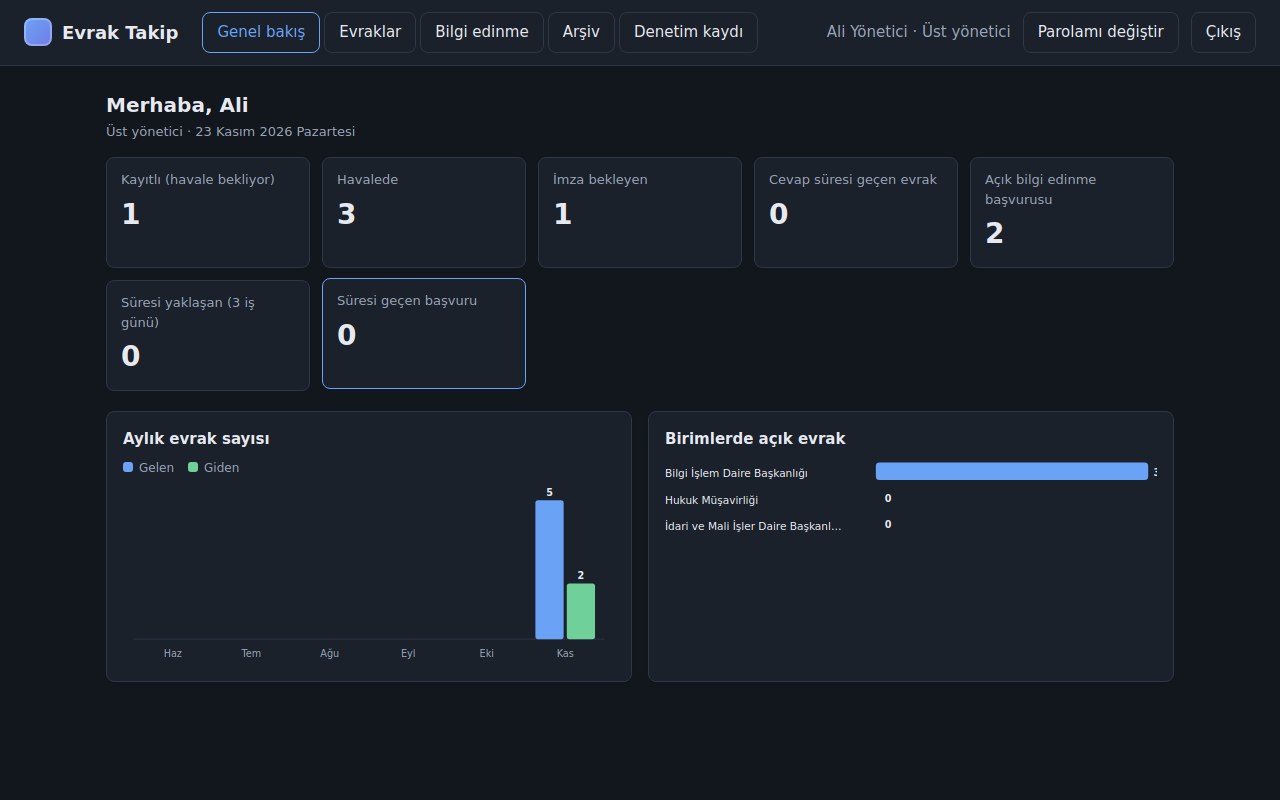 Evrak Takip
Genel bakış
Evraklar
Bilgi edinme
Arşiv
Denetim kaydı
Ali Yönetici · Üst yönetici
Parolamı değiştir
Çıkış
Merhaba, Ali
Üst yönetici · 23 Kasım 2026 Pazartesi
Kayıtlı (havale bekliyor)
1
Havalede
3
İmza bekleyen
1
Cevap süresi geçen evrak
0
Açık bilgi edinme
başvurusu
2
Süresi yaklaşan (3 iş
günü)
0
Süresi geçen başvuru
0
Aylık evrak sayısı
Gelen
Giden
5
2
Haz
Tem
Ağu
Eyl
Eki
Kas
Birimlerde açık evrak
Bilgi İşlem Daire Başkanlığı
Hukuk Müşavirliği
0
İdari ve Mali İşler Daire Başkanl…
0